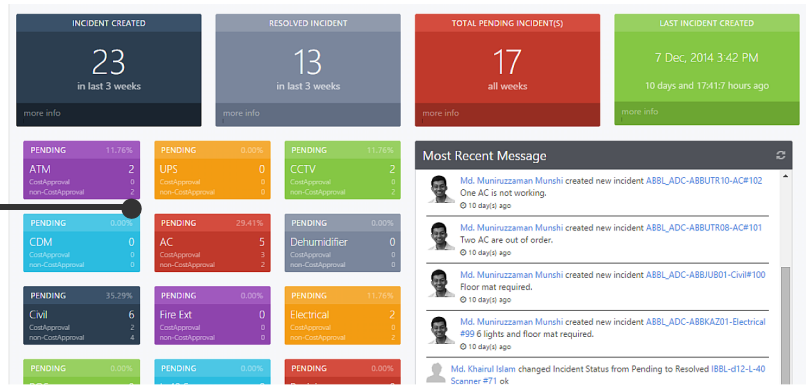 INCIDENT CREATED
23
in last 3 weeks
more info
RESOLVED INCIDENT
13
in last 3 weeks
more info
TOTAL PENDING INCIDENT(S)
17
all weeks
more info
LAST INCIDENT CREATED
7 Dec, 2014 3:42 PM
10 days and 17:41:7 hours ago
more info
PENDING 11.76%
ATM 2
CostApproval 0
non-CostApproval 2
PENDING 0.00%
UPS 0
CostApproval 0
non-CostApproval 0
PENDING 11.76%
CCTV 2
CostApproval 0
non-CostApproval 2
PENDING 0.00%
CDM 0
CostApproval 0
non-CostApproval 0
PENDING 29.41%
AC 5
CostApproval 3
non-CostApproval 2
PENDING 0.00%
Dehumidifier 0
CostApproval 0
non-CostApproval 0
PENDING 35.29%
Civil 6
CostApproval 2
non-CostApproval 4
PENDING 0.00%
Fire Ext 0
CostApproval 0
non-CostApproval 0
PENDING 11.76%
Electrical 2
CostApproval 0
non-CostApproval 2
PENDING 0.00%
PENDING 0.00%
PENDING 0.00%
Most Recent Message
Md. Muniruzzaman Munshi created new incident ABBL_ADC-ABBUTR10-AC#102
One AC is not working.
10 day(s) ago
Md. Muniruzzaman Munshi created new incident ABBL_ADC-ABBUTR08-AC#101
Two AC are out of order.
10 day(s) ago
Md. Muniruzzaman Munshi created new incident ABBL_ADC-ABBJUB01-Civil#100
Floor mat required.
10 day(s) ago
Md. Muniruzzaman Munshi created new incident ABBL_ADC-ABBKAZ01-Electrical
#99 6 lights and floor mat required.
10 day(s) ago
Md. Khairul Islam changed Incident Status from Pending to Resolved IBBL-d12-L-40
Scanner #71 ok